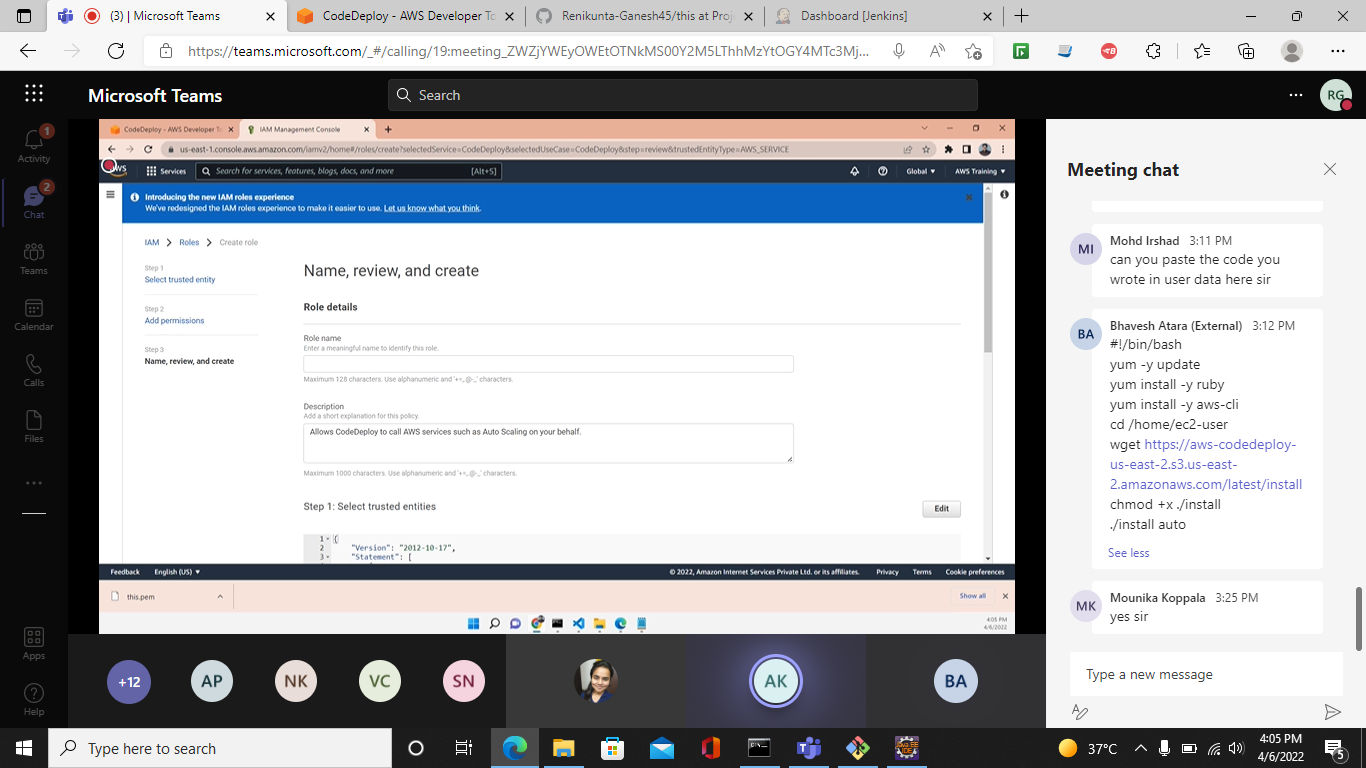 (3) | Microsoft Teams
CodeDeploy - AWS Developer To
Renikunta-Ganesh45/this at Proj
Dashboard [Jenkins]
https://teams.microsoft.com/_#/calling/19:meeting_ZWZjYWEyOWEtOTNkMS00Y2M5LThhMzYtOGY4MTc3Mj...
Microsoft Teams
Search
RG
Activity
1
Chat
2
Teams
Calendar
Calls
Files
Apps
Help
CodeDeploy - AWS Developer To
IAM Management Console
us-east-1.console.aws.amazon.com/iamv2/home#/roles/create?selectedService=CodeDeploy&selectedUseCase=CodeDeploy&step=review&trustedEntityType=AWS_SERVICE
aws
Services
Search for services, features, blogs, docs, and more
[Alt+S]
Global
AWS Training
Introducing the new IAM roles experience
We've redesigned the IAM roles experience to make it easier to use. Let us know what you think.
IAM > Roles > Create role
Step 1
Select trusted entity
Step 2
Add permissions
Step 3
Name, review, and create
Name, review, and create
Role details
Role name
Enter a meaningful name to identify this role.
Maximum 128 characters. Use alphanumeric and '+=,.@-_' characters.
Description
Add a short explanation for this policy.
Allows CodeDeploy to call AWS services such as Auto Scaling on your behalf.
Maximum 1000 characters. Use alphanumeric and '+=,.@-_' characters.
Step 1: Select trusted entities
Edit
1 {
2 "Version": "2012-10-17",
3 "Statement": [
Feedback
English (US)
© 2022, Amazon Internet Services Private Ltd. or its affiliates.
Privacy
Terms
Cookie preferences
this.pem
Show all
4:05 PM
4/6/2022
+12
AP
NK
VC
SN
AK
BA
Meeting chat
MI
Mohd Irshad 3:11 PM
can you paste the code you
wrote in user data here sir
BA
Bhavesh Atara (External) 3:12 PM
#!/bin/bash
yum -y update
yum install -y ruby
yum install -y aws-cli
cd /home/ec2-user
wget https://aws-codedeploy-
us-east-2.s3.us-east-
2.amazonaws.com/latest/install
chmod +x ./install
./install auto
See less
MK
Mounika Koppala 3:25 PM
yes sir
Type a new message
Type here to search
37°C
4:05 PM
4/6/2022
5